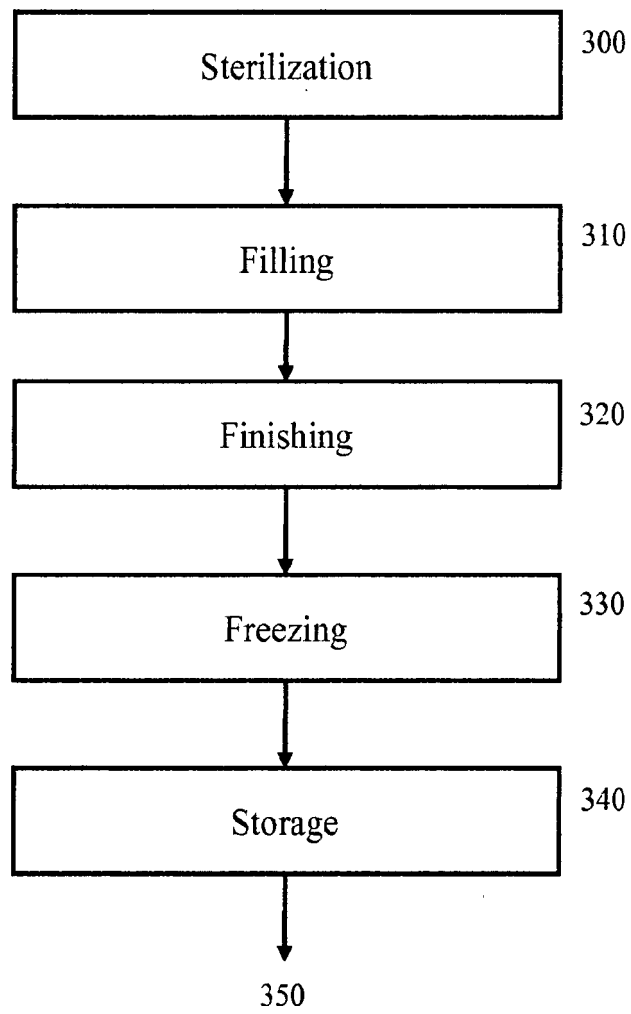 300
Sterilization
310
Filling
320
Finishing
330
Freezing
340
Storage
350